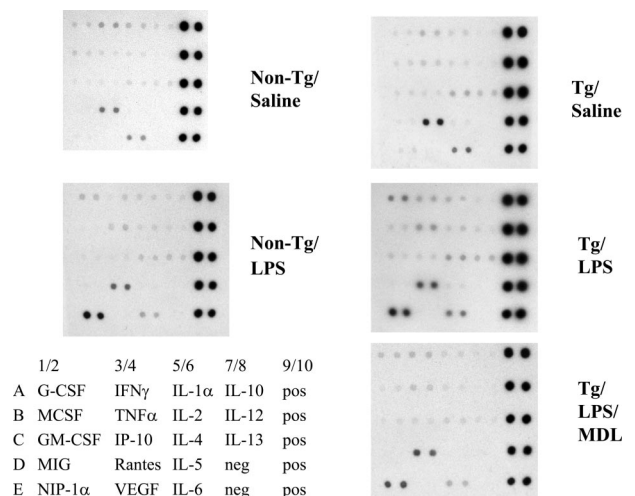 Non-Tg/
Saline
Tg/
Saline
Non-Tg/
LPS
Tg/
LPS
Tg/
LPS/
MDL
1/2 3/4 5/6 7/8 9/10
A G-CSF IFNγ IL-1α IL-10 pos
B MCSF TNFα IL-2 IL-12 pos
C GM-CSF IP-10 IL-4 IL-13 pos
D MIG Rantes IL-5 neg pos
E NIP-1α VEGF IL-6 neg pos